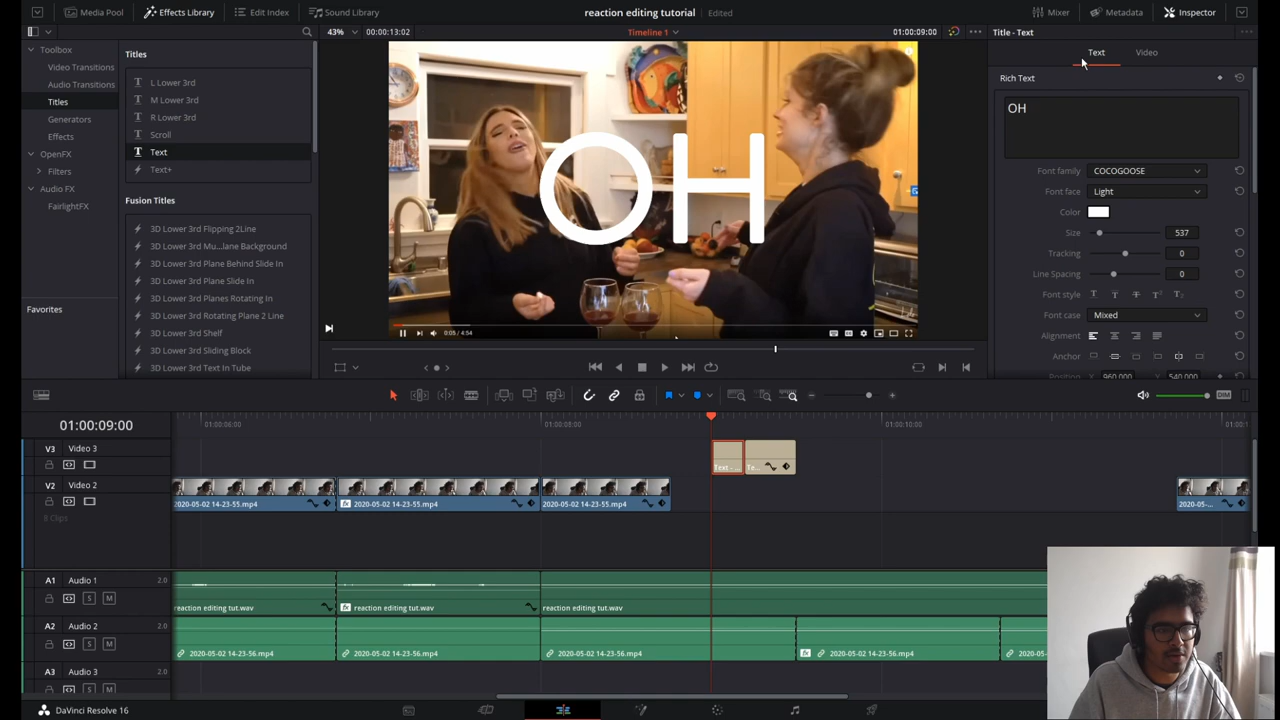 Media Pool
Effects Library
Edit Index
Sound Library
reaction editing tutorial
Edited
Mixer
Metadata
Inspector
43%
00:00:13:02
Timeline 1
01:00:09:00
Title - Text
Toolbox
Video Transitions
Audio Transitions
Titles
Generators
Effects
OpenFX
Filters
Audio FX
FairlightFX
Favorites
Titles
L Lower 3rd
M Lower 3rd
R Lower 3rd
Scroll
Text
Text+
Fusion Titles
3D Lower 3rd Flipping 2Line
3D Lower 3rd Mu...lane Background
3D Lower 3rd Plane Behind Slide In
3D Lower 3rd Plane Slide In
3D Lower 3rd Planes Rotating In
3D Lower 3rd Rotating Plane 2 Line
3D Lower 3rd Shelf
3D Lower 3rd Sliding Block
3D Lower 3rd Text In Tube
OH
0:05 / 4:54
Text
Video
Rich Text
OH
Font family
COCOGOOSE
Font face
Light
Color
Size
537
Tracking
0
Line Spacing
0
Font style
Font case
Mixed
Alignment
Anchor
Position
960.000
540.000
DIM
01:00:09:00
01:00:08:00
01:00:09:00
01:00:10:00
V3
Video 3
Text - ...
Te...
V2
Video 2
8 Clips
2020-05-02 14-23-55.mp4
2020-05-02 14-23-55.mp4
2020-05-02 14-23-55.mp4
2020-05-...
A1
Audio 1
2.0
S
M
reaction editing tut.wav
reaction editing tut.wav
reaction editing tut.wav
A2
Audio 2
2.0
S
M
2020-05-02 14-23-56.mp4
2020-05-02 14-23-56.mp4
2020-05-02 14-23-56.mp4
2020-05-02 14-23-56.mp4
2020-05-02
A3
Audio 3
2.0
S
M
DaVinci Resolve 16